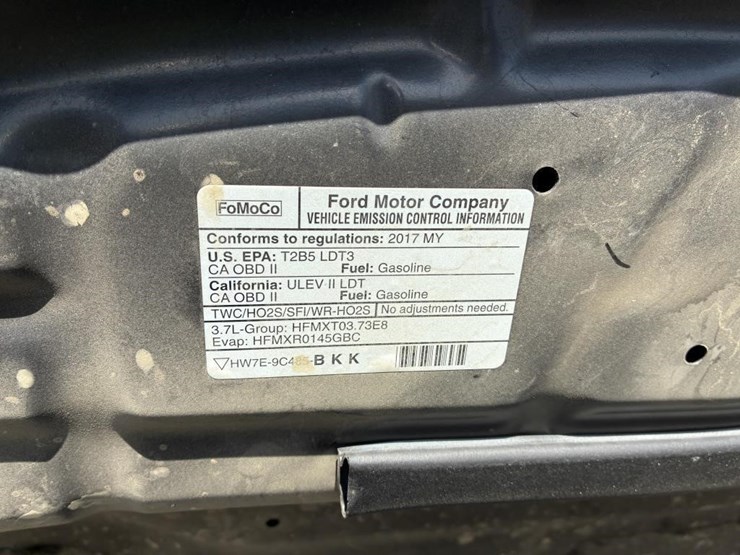 FoMoCo
Ford Motor Company
VEHICLE EMISSION CONTROL INFORMATION
Conforms to regulations: 2017 MY
U.S. EPA: T2B5 LDT3
CA OBD II Fuel: Gasoline
California: ULEV II LDT
CA OBD II Fuel: Gasoline
TWC/HO2S/SFI/WR-HO2S No adjustments needed.
3.7L-Group: HFMXT03.73E8
Evap: HFMXR0145GBC
HW7E-9C485-BKK